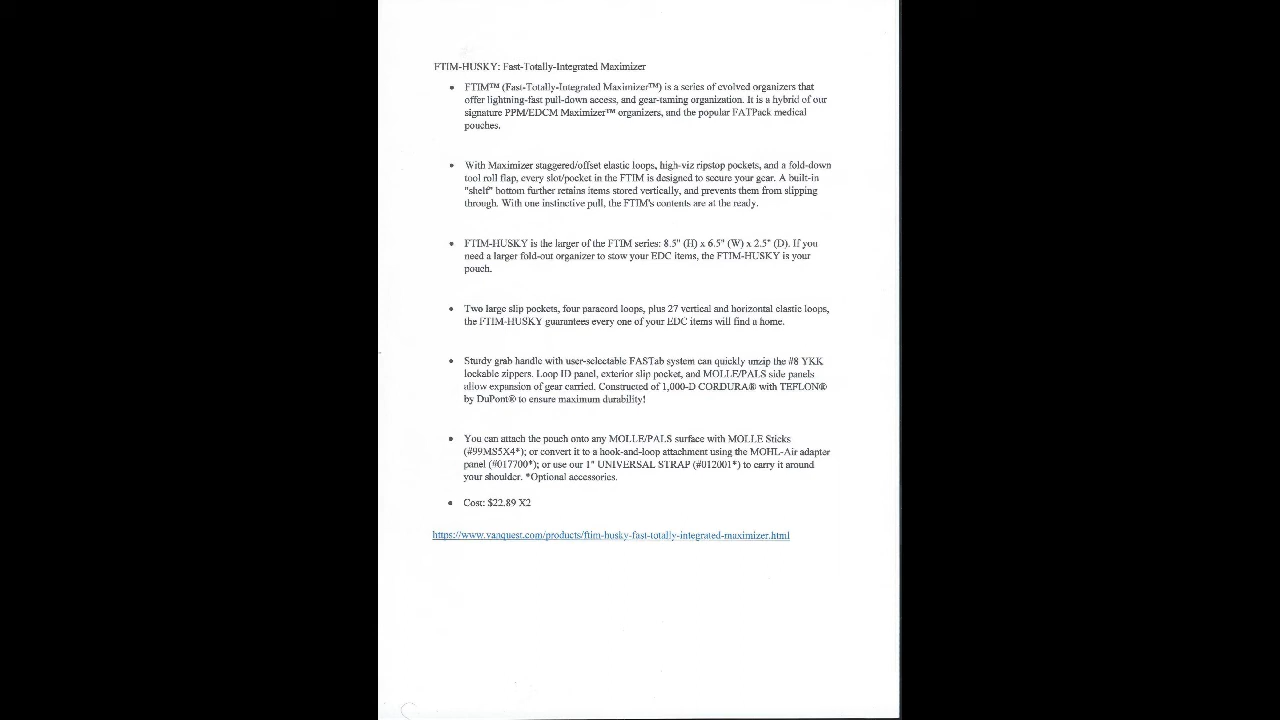 FTIM-HUSKY: Fast-Totally-Integrated Maximizer
• FTIM™ (Fast-Totally-Integrated Maximizer™) is a series of evolved organizers that
offer lightning-fast pull-down access, and gear-taming organization. It is a hybrid of our
signature PPM/EDCM Maximizer™ organizers, and the popular FATPack medical
pouches.
• With Maximizer staggered/offset elastic loops, high-viz ripstop pockets, and a fold-down
tool roll flap, every slot/pocket in the FTIM is designed to secure your gear. A built-in
"shelf" bottom further retains items stored vertically, and prevents them from slipping
through. With one instinctive pull, the FTIM's contents are at the ready.
• FTIM-HUSKY is the larger of the FTIM series: 8.5" (H) x 6.5" (W) x 2.5" (D). If you
need a larger fold-out organizer to stow your EDC items, the FTIM-HUSKY is your
pouch.
• Two large slip pockets, four paracord loops, plus 27 vertical and horizontal elastic loops,
the FTIM-HUSKY guarantees every one of your EDC items will find a home.
• Sturdy grab handle with user-selectable FASTab system can quickly unzip the #8 YKK
lockable zippers. Loop ID panel, exterior slip pocket, and MOLLE/PALS side panels
allow expansion of gear carried. Constructed of 1,000-D CORDURA® with TEFLON®
by DuPont® to ensure maximum durability!
• You can attach the pouch onto any MOLLE/PALS surface with MOLLE Sticks
(#99MS5X4*); or convert it to a hook-and-loop attachment using the MOHL-Air adapter
panel (#017700*); or use our 1" UNIVERSAL STRAP (#012001*) to carry it around
your shoulder. *Optional accessories.
• Cost: $22.89 X2
https://www.vanquest.com/products/ftim-husky-fast-totally-integrated-maximizer.html